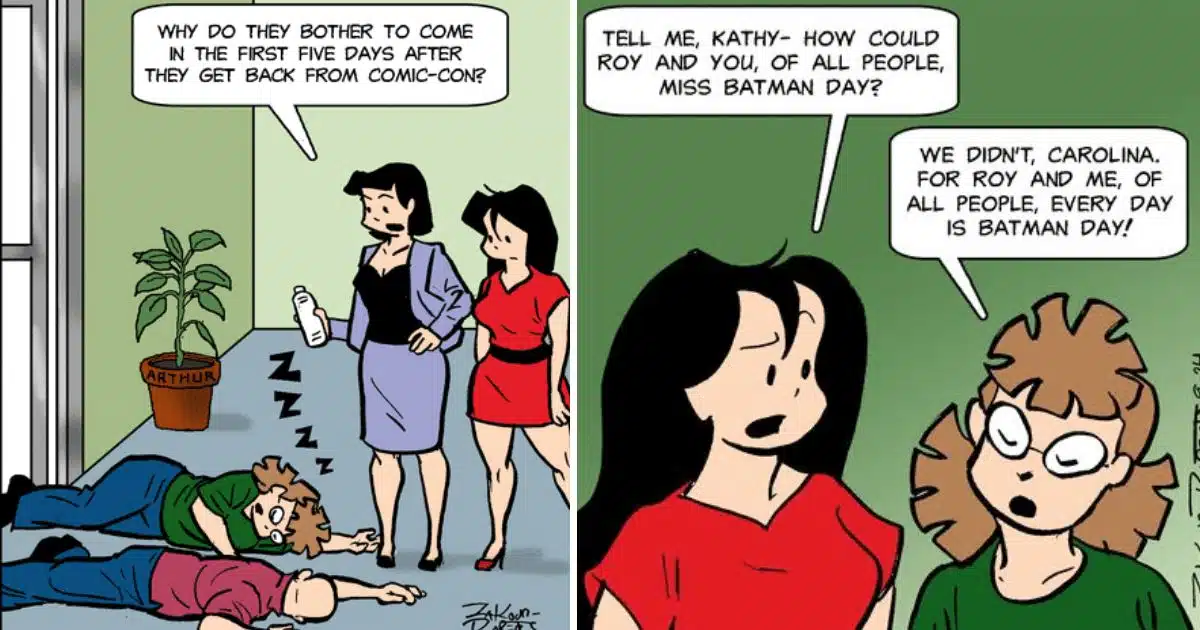 WHY DO THEY BOTHER TO COME
IN THE FIRST FIVE DAYS AFTER
THEY GET BACK FROM COMIC-CON?
ARTHUR
Z
Z
Z
Z
TELL ME, KATHY- HOW COULD
ROY AND YOU, OF ALL PEOPLE,
MISS BATMAN DAY?
WE DIDN'T, CAROLINA.
FOR ROY AND ME, OF
ALL PEOPLE, EVERY DAY
IS BATMAN DAY!